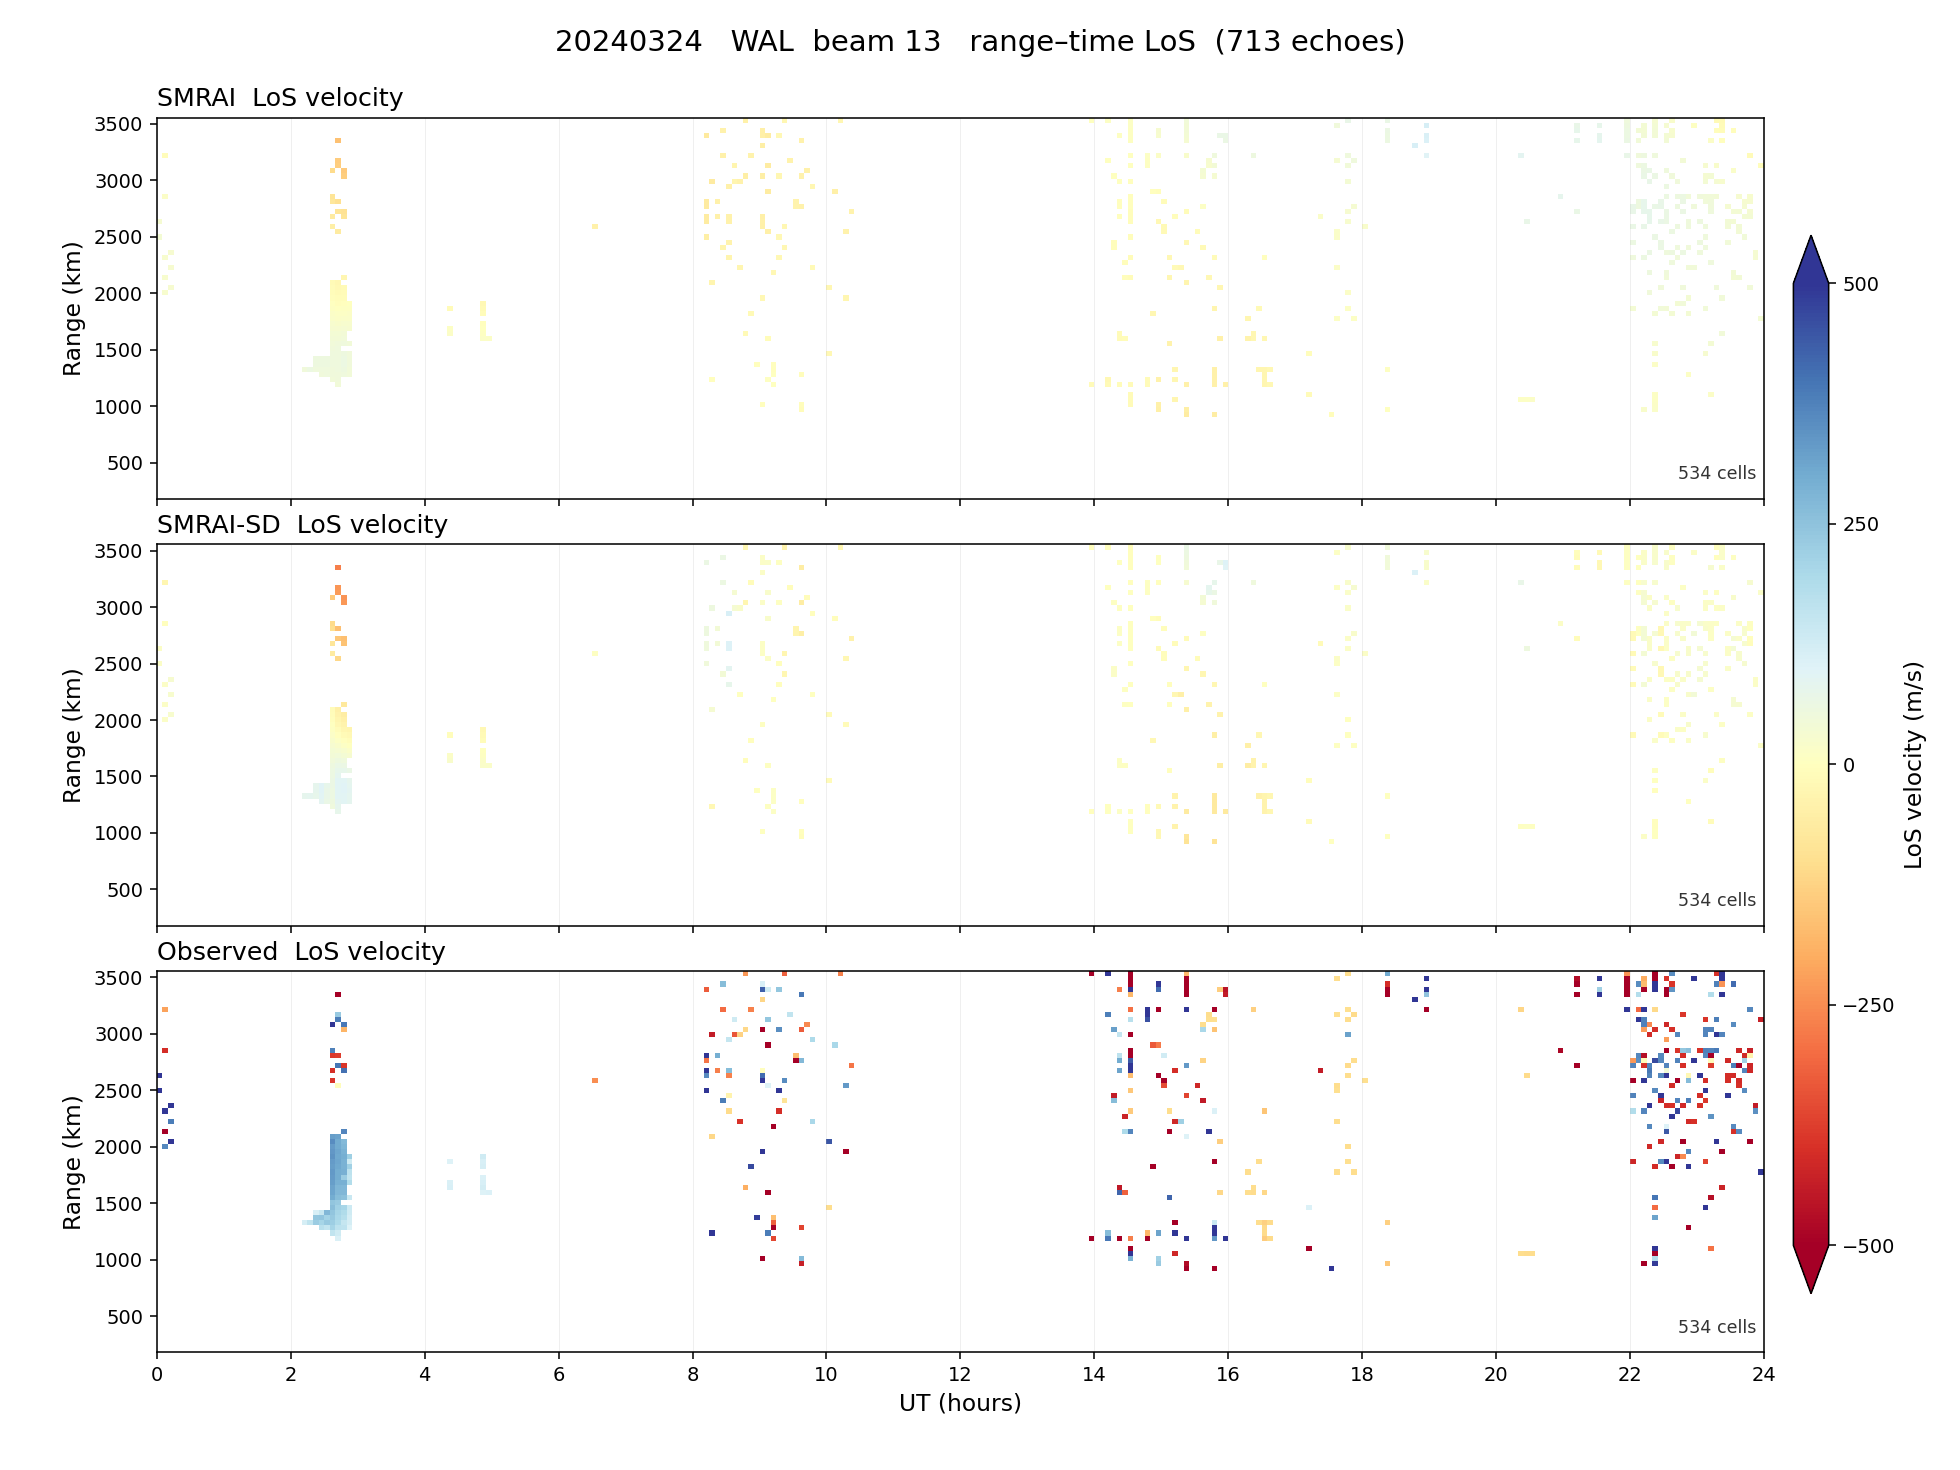 20240324   WAL  beam 13   range–time LoS  (713 echoes)
SMRAI  LoS velocity
3500
3000
2500
2000
1500
1000
500
Range (km)
534 cells
SMRAI-SD  LoS velocity
3500
3000
2500
2000
1500
1000
500
Range (km)
534 cells
Observed  LoS velocity
3500
3000
2500
2000
1500
1000
500
Range (km)
534 cells
0 2 4 6 8 10 12 14 16 18 20 22 24
UT (hours)
500
250
0
−250
−500
LoS velocity (m/s)